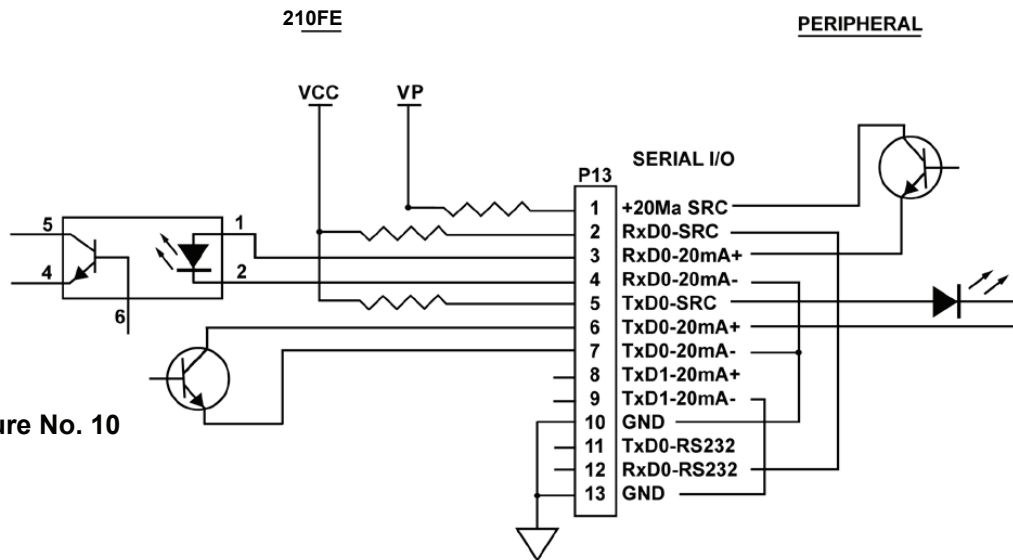 210FE
PERIPHERAL
VCC
VP
SERIAL I/O
P13
1 +20Ma SRC
2 RxD0-SRC
3 RxD0-20mA+
4 RxD0-20mA-
5 TxD0-SRC
6 TxD0-20mA+
7 TxD0-20mA-
8 TxD1-20mA+
9 TxD1-20mA-
10 GND
11 TxD0-RS232
12 RxD0-RS232
13 GND
5
1
4
2
6
ure No. 10